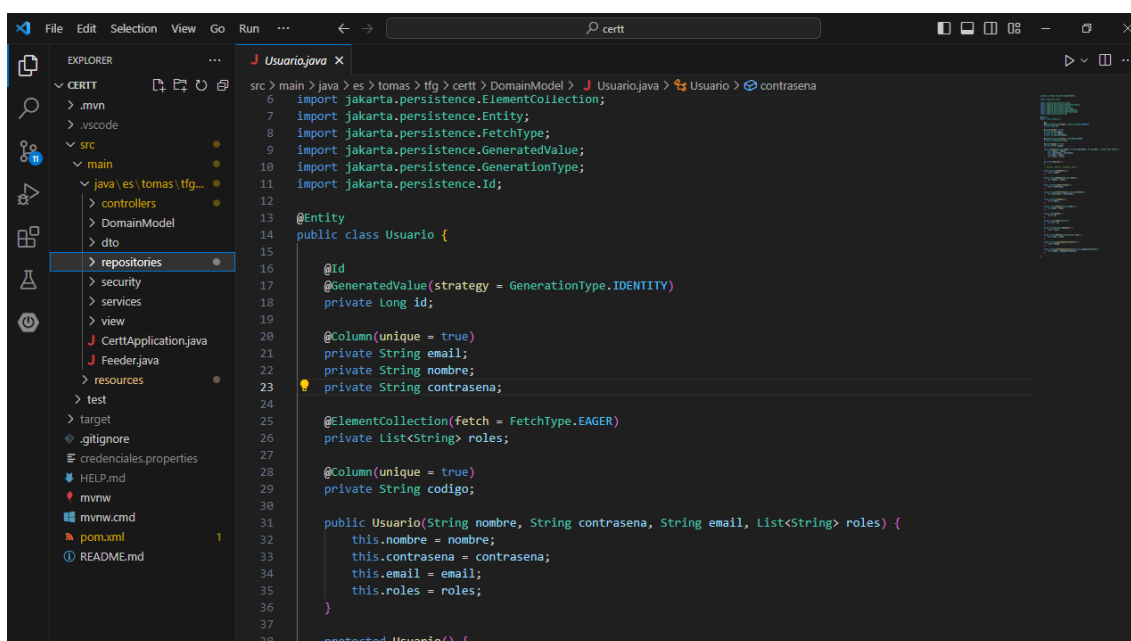 File Edit Selection View Go Run ···
certt
EXPLORER ···
CERTT
.mvn
.vscode
src
main
java\es\tomas\tfg...
controllers
DomainModel
dto
repositories
security
services
view
J CerttApplication.java
J Feeder.java
resources
test
target
.gitignore
credenciales.properties
HELP.md
mvnw
mvnw.cmd
pom.xml 1
README.md
11
J Usuario.java ×
src > main > java > es > tomas > tfg > certt > DomainModel > J Usuario.java > Usuario > contrasena
6 import jakarta.persistence.ElementCollection;
7 import jakarta.persistence.Entity;
8 import jakarta.persistence.FetchType;
9 import jakarta.persistence.GeneratedValue;
10 import jakarta.persistence.GenerationType;
11 import jakarta.persistence.Id;
12
13 @Entity
14 public class Usuario {
15
16 @Id
17 @GeneratedValue(strategy = GenerationType.IDENTITY)
18 private Long id;
19
20 @Column(unique = true)
21 private String email;
22 private String nombre;
23 private String contrasena;
24
25 @ElementCollection(fetch = FetchType.EAGER)
26 private List<String> roles;
27
28 @Column(unique = true)
29 private String codigo;
30
31 public Usuario(String nombre, String contrasena, String email, List<String> roles) {
32 this.nombre = nombre;
33 this.contrasena = contrasena;
34 this.email = email;
35 this.roles = roles;
36 }
37
38 protected Usuario() {